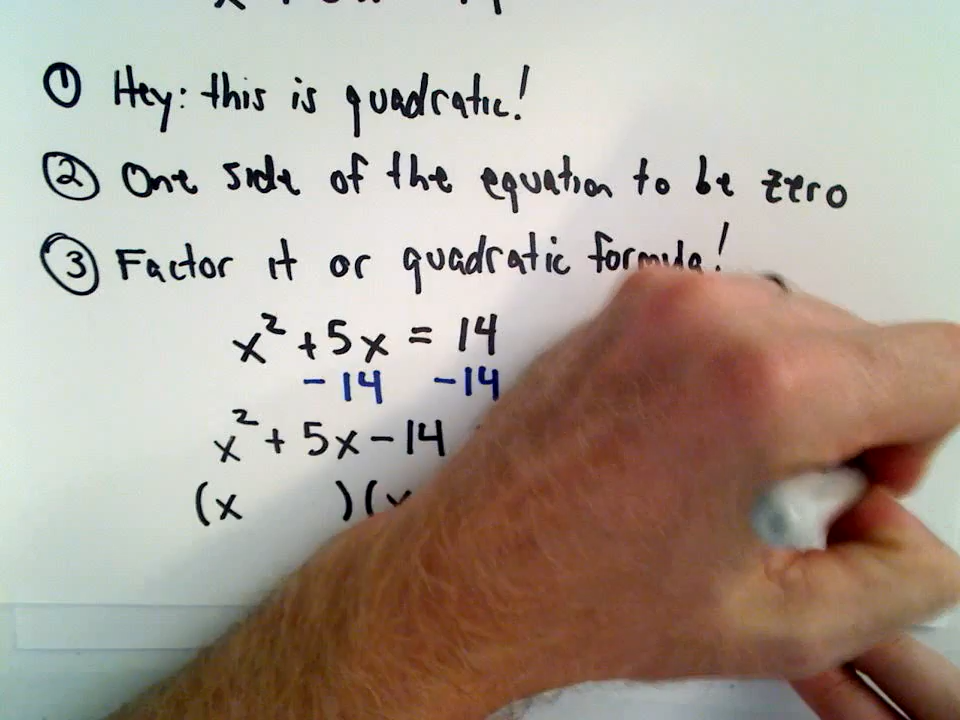 ① Hey: this is quadratic!
② One side of the equation to be zero
③ Factor it or quadratic formula!
x² + 5x = 14
-14 -14
x² + 5x - 14
(x )(x